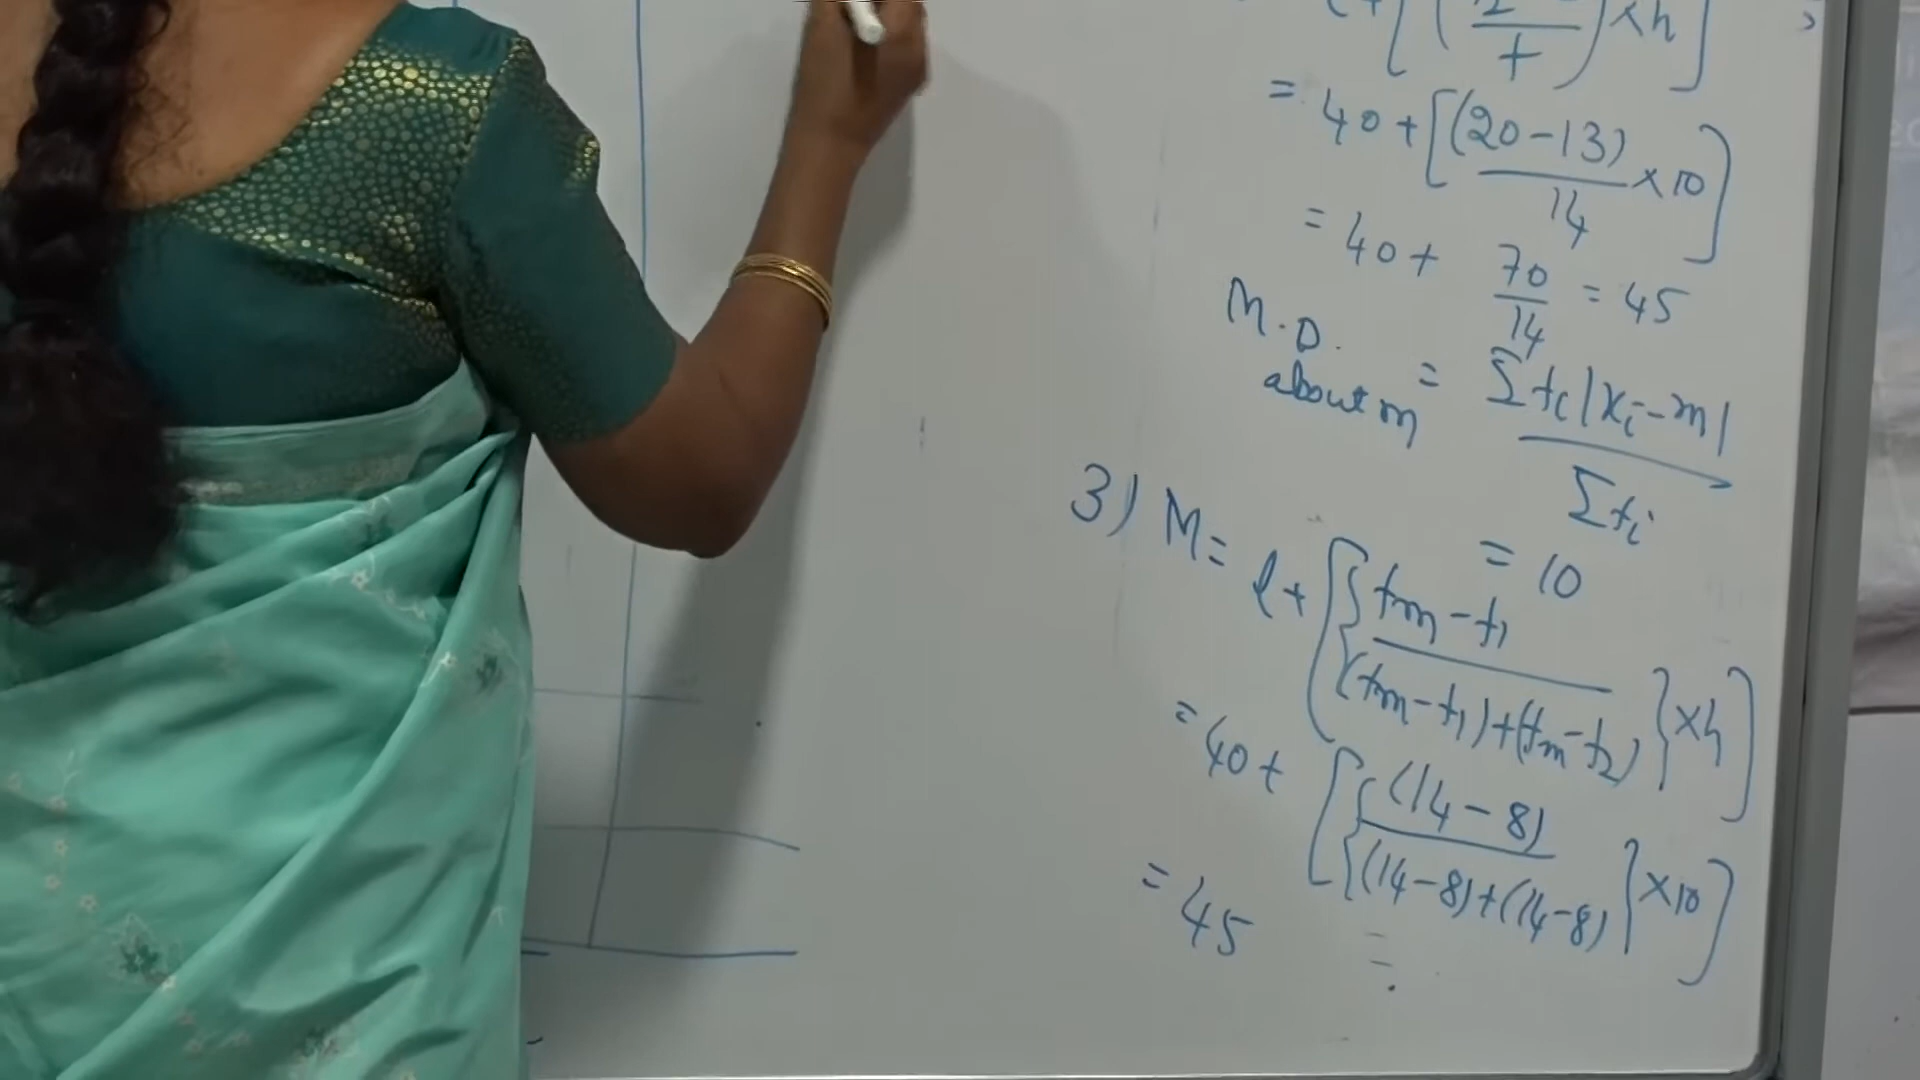 = 40 + [(20-13)/14 × 10]
= 40 + 70/14 = 45
M.D. about m = Σfi|xi-m| / Σfi
= 10
3) M = l + [{fm-f1 / (fm-f1)+(fm-f2)} × h]
= 40 + [{(14-8) / (14-8)+(14-8)} × 10]
= 45